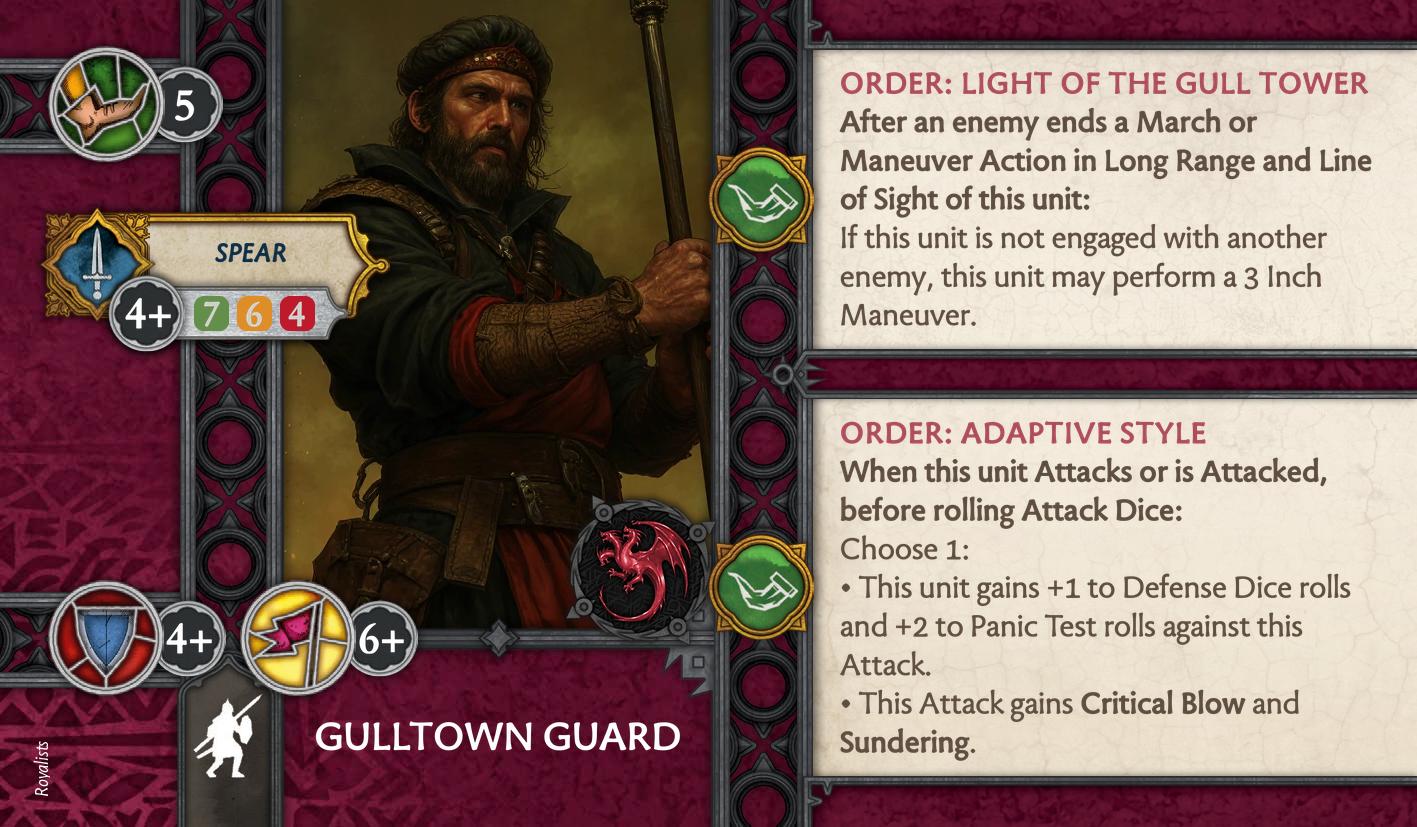 5
SPEAR
4+ 7 6 4
4+ 6+
GULLTOWN GUARD
Royalists
ORDER: LIGHT OF THE GULL TOWER
After an enemy ends a March or
Maneuver Action in Long Range and Line
of Sight of this unit:
If this unit is not engaged with another
enemy, this unit may perform a 3 Inch
Maneuver.
ORDER: ADAPTIVE STYLE
When this unit Attacks or is Attacked,
before rolling Attack Dice:
Choose 1:
• This unit gains +1 to Defense Dice rolls
and +2 to Panic Test rolls against this
Attack.
• This Attack gains Critical Blow and
Sundering.